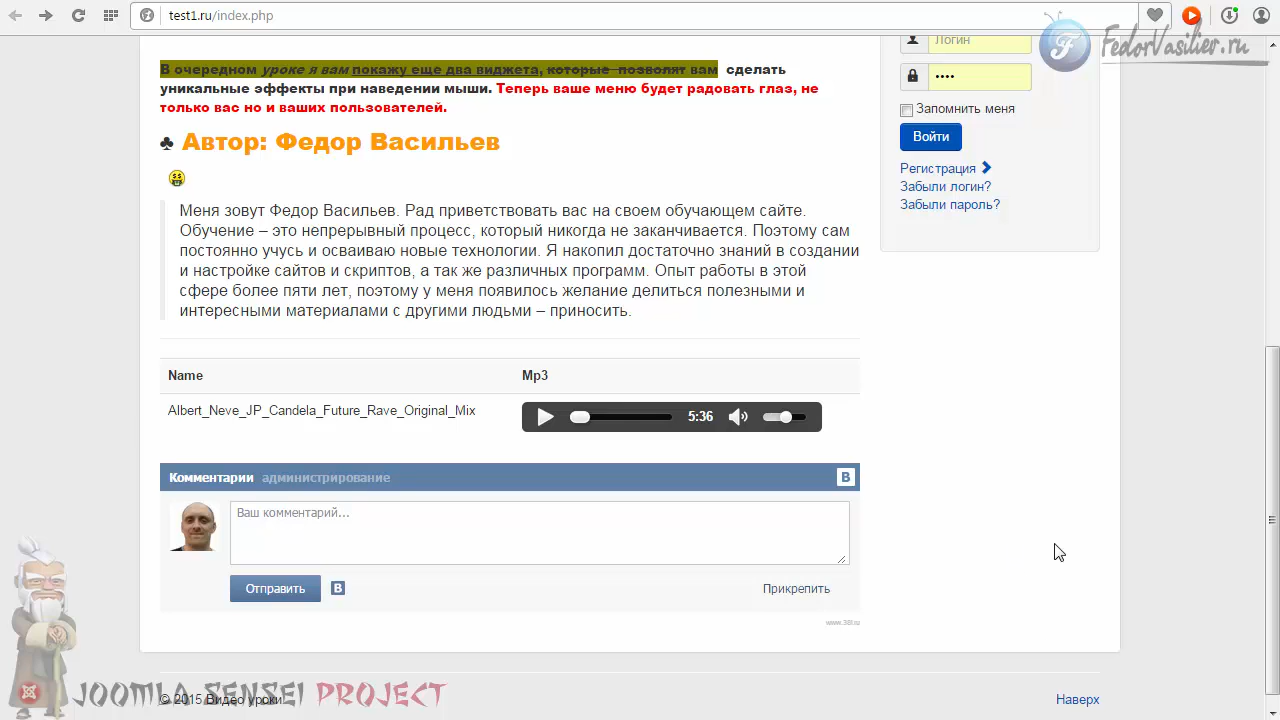 test1.ru/index.php
FedorVasilier.ru
Логин
••••
Запомнить меня
Войти
Регистрация
Забыли логин?
Забыли пароль?
В очередном уроке я вам покажу еще два виджета, которые позволят вам сделать
уникальные эффекты при наведении мыши. Теперь ваше меню будет радовать глаз, не
только вас но и ваших пользователей.
♣ Автор: Федор Васильев
Меня зовут Федор Васильев. Рад приветствовать вас на своем обучающем сайте.
Обучение – это непрерывный процесс, который никогда не заканчивается. Поэтому сам
постоянно учусь и осваиваю новые технологии. Я накопил достаточно знаний в создании
и настройке сайтов и скриптов, а так же различных программ. Опыт работы в этой
сфере более пяти лет, поэтому у меня появилось желание делиться полезными и
интересными материалами с другими людьми – приносить.
Name Mp3
Albert_Neve_JP_Candela_Future_Rave_Original_Mix 5:36
Комментарии администрирование B
Ваш комментарий...
Отправить B Прикрепить
www.38i.ru
© 2015 Видео уроки Наверх
JOOMLA SENSEI PROJECT